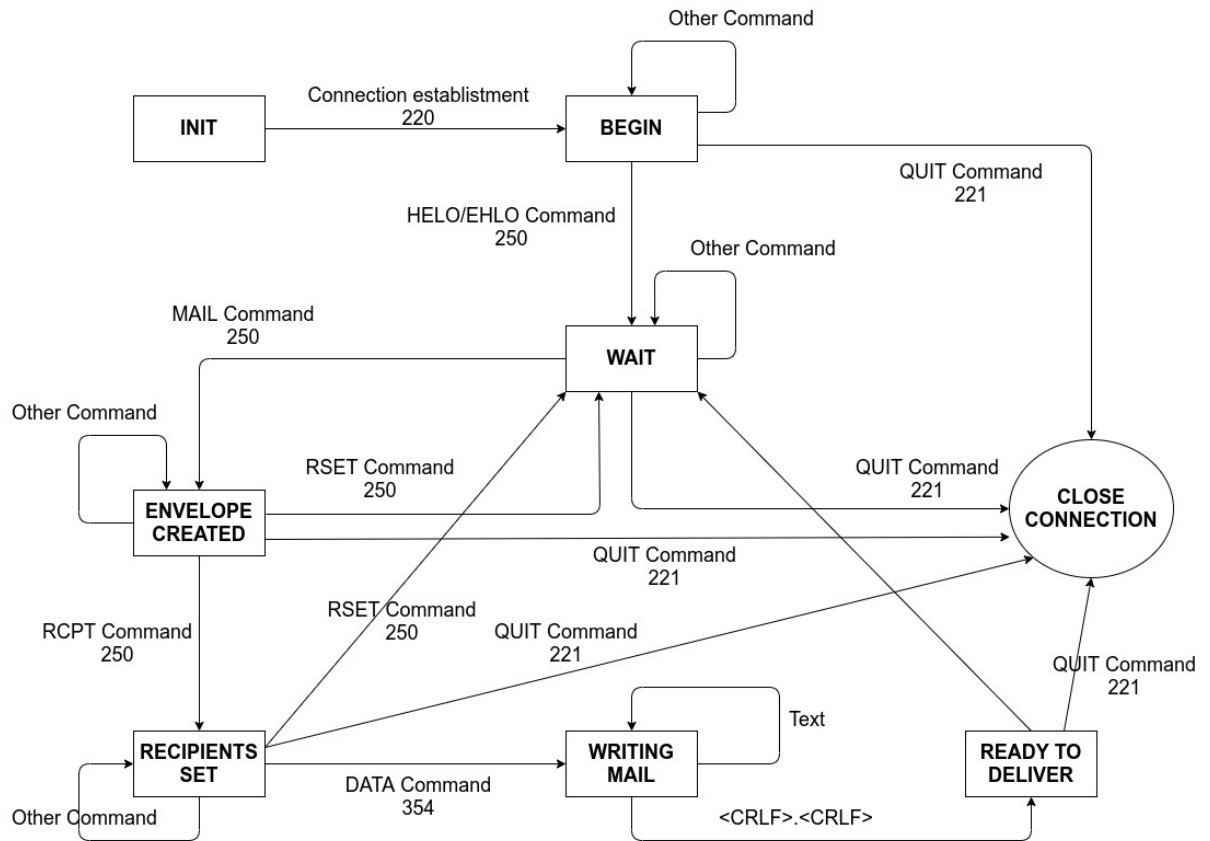 Other Command
Connection establistment
220
INIT
BEGIN
QUIT Command
221
HELO/EHLO Command
250
Other Command
MAIL Command
250
WAIT
Other Command
RSET Command
250
QUIT Command
221
ENVELOPE
CREATED
CLOSE
CONNECTION
QUIT Command
221
RCPT Command
250
RSET Command
250
QUIT Command
221
QUIT Command
221
Text
RECIPIENTS
SET
WRITING
MAIL
READY TO
DELIVER
Other Command
DATA Command
354
<CRLF>.<CRLF>